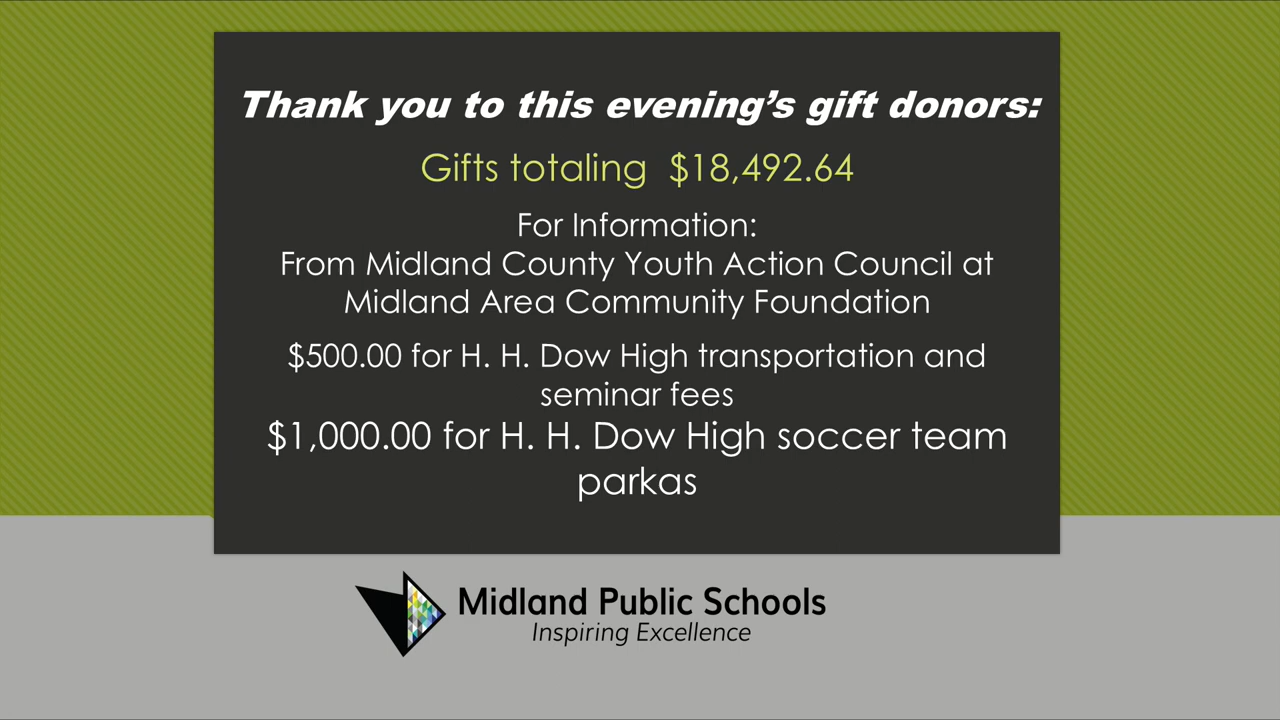 Thank you to this evening’s gift donors:
Gifts totaling  $18,492.64
For Information:
From Midland County Youth Action Council at
Midland Area Community Foundation
$500.00 for H. H. Dow High transportation and
seminar fees
$1,000.00 for H. H. Dow High soccer team
parkas
Midland Public Schools
Inspiring Excellence